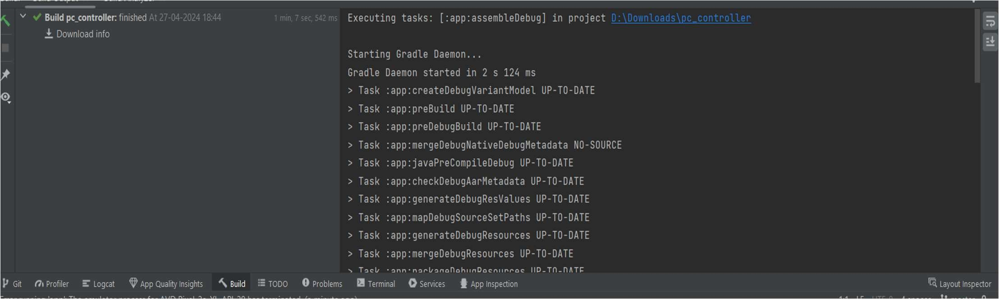 Build pc_controller: finished At 27-04-2024 18:44 1 min, 7 sec, 542 ms
Download info
Executing tasks: [:app:assembleDebug] in project D:\Downloads\pc_controller
Starting Gradle Daemon...
Gradle Daemon started in 2 s 124 ms
> Task :app:createDebugVariantModel UP-TO-DATE
> Task :app:preBuild UP-TO-DATE
> Task :app:preDebugBuild UP-TO-DATE
> Task :app:mergeDebugNativeDebugMetadata NO-SOURCE
> Task :app:javaPreCompileDebug UP-TO-DATE
> Task :app:checkDebugAarMetadata UP-TO-DATE
> Task :app:generateDebugResValues UP-TO-DATE
> Task :app:mapDebugSourceSetPaths UP-TO-DATE
> Task :app:generateDebugResources UP-TO-DATE
> Task :app:mergeDebugResources UP-TO-DATE
> Task :app:packageDebugResources UP-TO-DATE
Git Profiler Logcat App Quality Insights Build TODO Problems Terminal Services App Inspection Layout Inspector